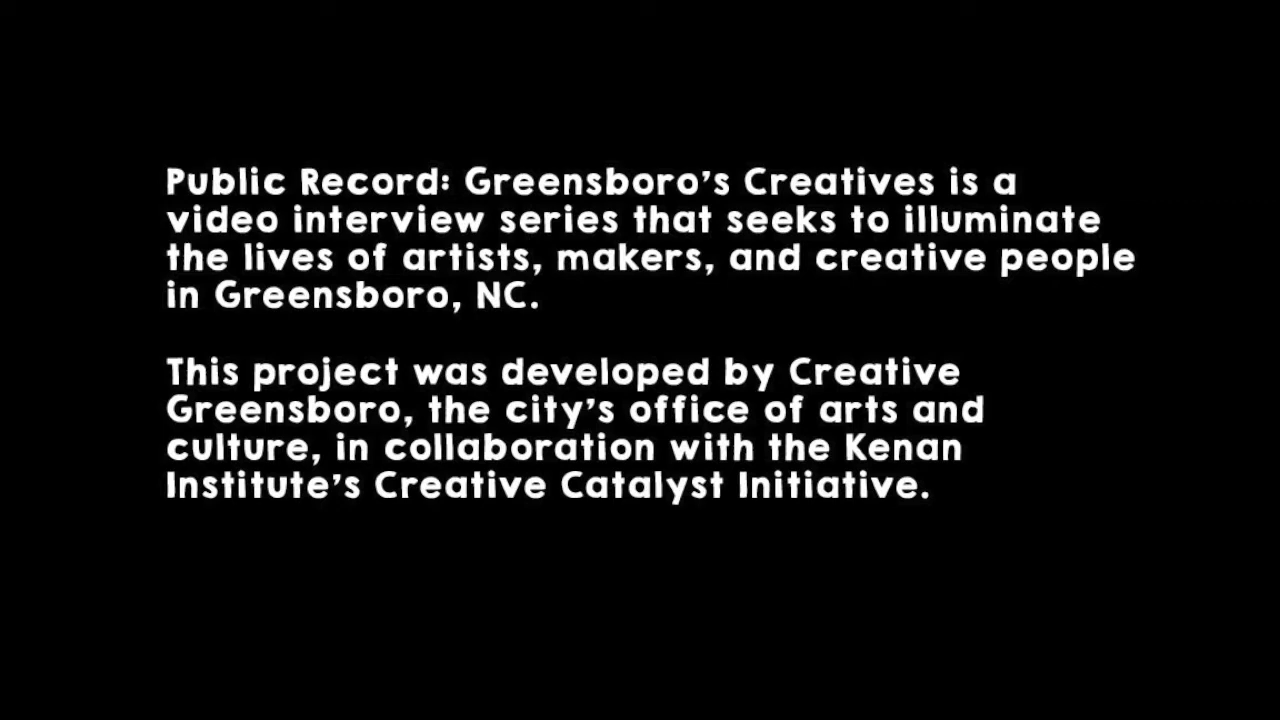 Public Record: Greensboro's Creatives is a
video interview series that seeks to illuminate
the lives of artists, makers, and creative people
in Greensboro, NC.
This project was developed by Creative
Greensboro, the city's office of arts and
culture, in collaboration with the Kenan
Institute's Creative Catalyst Initiative.